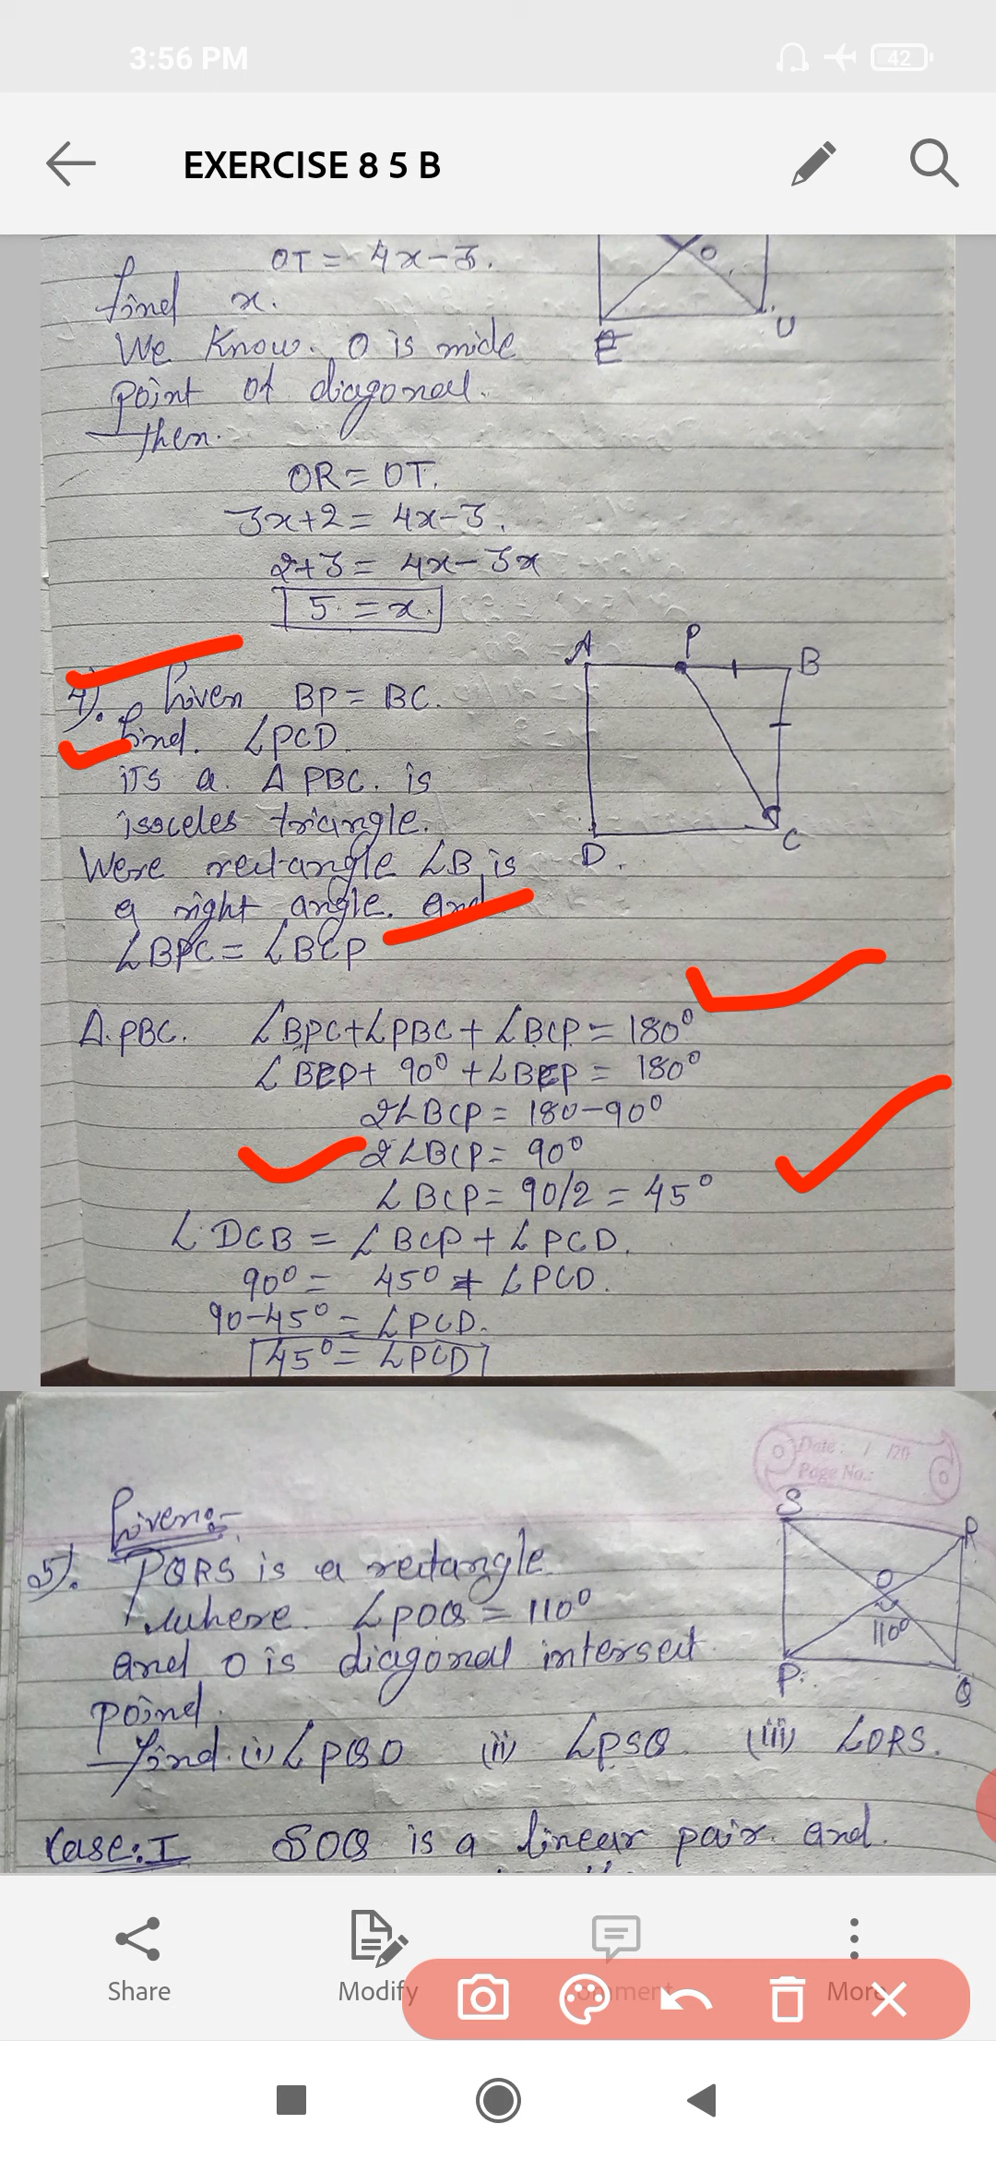 3:56 PM
42
EXERCISE 8 5 B
OT = 4x-3.
find x.
We Know. O is mide
point of diagonal.
then.
OR = OT.
3x+2 = 4x-3.
2+3 = 4x-3x
5 = x.
E
U
O
4). Given BP = BC.
find. ∠PCD
its a. Δ PBC. is
isoceles triangle.
Were rectangle ∠B is
a right angle. and
∠BPC = ∠BCP
A
P
B
D.
C
Δ.PBC. ∠BPC+∠PBC+∠BCP = 180°
∠BCP+ 90° +∠BCP = 180°
2∠BCP = 180-90°
2∠BCP = 90°
∠BCP = 90/2 = 45°
∠DCB = ∠BCP + ∠PCD.
90° = 45° + ∠PCD.
90-45° = ∠PCD.
45° = ∠PCD
Date: / /20
Page No.:
Given:-
5). PQRS is a rectangle
where. ∠POQ = 110°
and O is diagonal intersect
poind.
find. (i) ∠PQO (ii) ∠PSQ. (iii) ∠ORS.
S
R
O
110°
P.
Q
Case: I SOQ is a linear pair. and.
Share
Modify
More